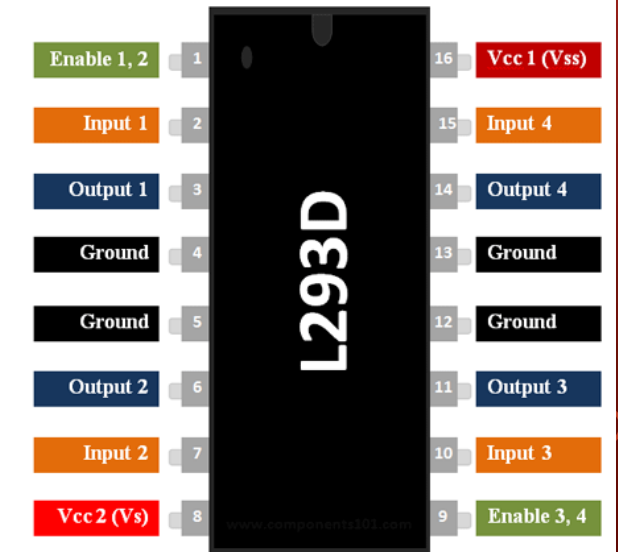 Enable 1, 2
1
16
Vcc 1 (Vss)
Input 1
2
15
Input 4
Output 1
3
14
Output 4
Ground
4
13
Ground
L293D
Ground
5
12
Ground
Output 2
6
11
Output 3
Input 2
7
10
Input 3
Vcc 2 (Vs)
8
www.components101.com
9
Enable 3, 4